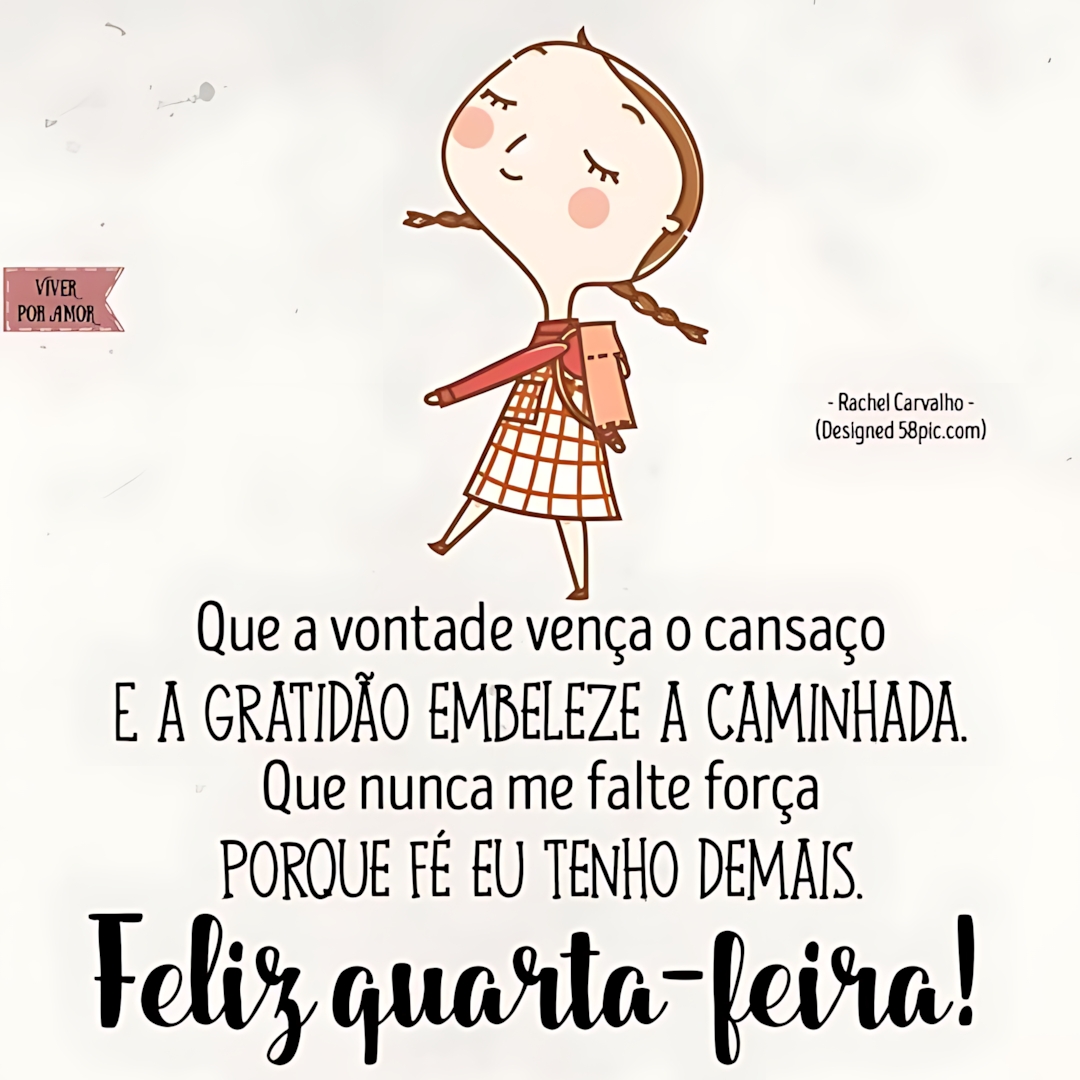 VIVER
POR AMOR
- Rachel Carvalho -
(Designed 58pic.com)
Que a vontade vença o cansaço
E A GRATIDÃO EMBELEZE A CAMINHADA.
Que nunca me falte força
PORQUE FÉ EU TENHO DEMAIS.
Feliz quarta-feira!